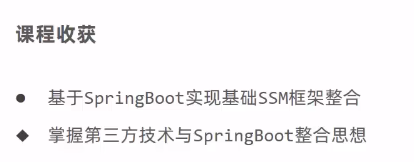 课程收获
● 基于SpringBoot实现基础SSM框架整合
◆ 掌握第三方技术与SpringBoot整合思想